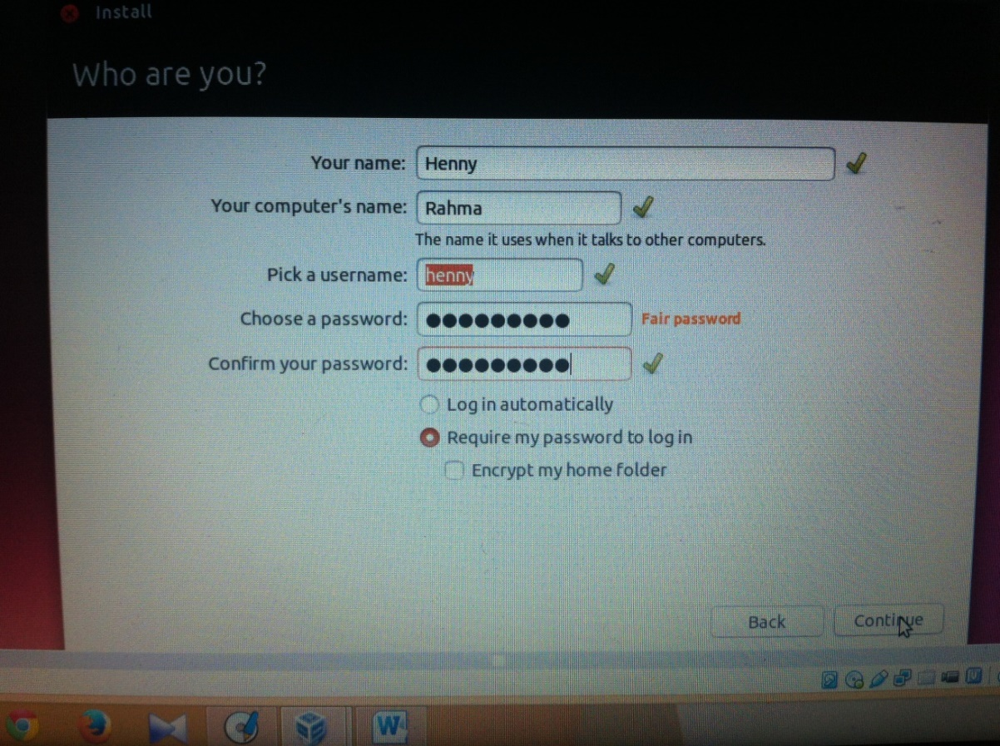 Install
Who are you?
Your name: Henny
Your computer's name: Rahma
The name it uses when it talks to other computers.
Pick a username: henny
Choose a password: ●●●●●●●●● Fair password
Confirm your password: ●●●●●●●●●
Log in automatically
Require my password to log in
Encrypt my home folder
Back Continue
W